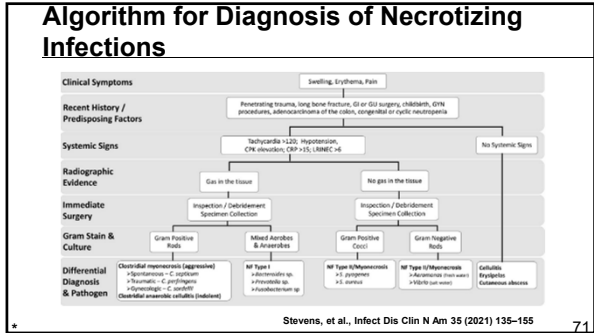 Algorithm for Diagnosis of Necrotizing
Infections
Clinical Symptoms
Swelling, Erythema, Pain
Recent History /
Predisposing Factors
Penetrating trauma, long bone fracture, GI or GU surgery, childbirth, GYN
procedures, adenocarcinoma of the colon, congenital or cyclic neutropenia
Systemic Signs
Tachycardia >120; Hypotension,
CPK elevation; CRP >15; LRINEC >6
No Systemic Signs
Radiographic
Evidence
Gas in the tissue
No gas in the tissue
Immediate
Surgery
Inspection / Debridement
Specimen Collection
Inspection / Debridement
Specimen Collection
Gram Stain &
Culture
Gram Positive
Rods
Mixed Aerobes
& Anaerobes
Gram Positive
Cocci
Gram Negative
Rods
Differential
Diagnosis
& Pathogen
Clostridial myonecrosis (aggressive)
➤Spontaneous – C. septicum
➤Traumatic – C. perfringens
➤Gynecologic – C. sordellii
Clostridial anaerobic cellulitis (indolent)
NF Type I
➤Bacteroides sp.
➤Prevotella sp.
➤Fusobacterium sp
NF Type II/Myonecrosis
➤S. pyogenes
➤S. aureus
NF Type II/Myonecrosis
➤Aeromonas (fresh water)
➤Vibrio (salt water)
Cellulitis
Erysipelas
Cutaneous abscess
Stevens, et al., Infect Dis Clin N Am 35 (2021) 135–155
*
71